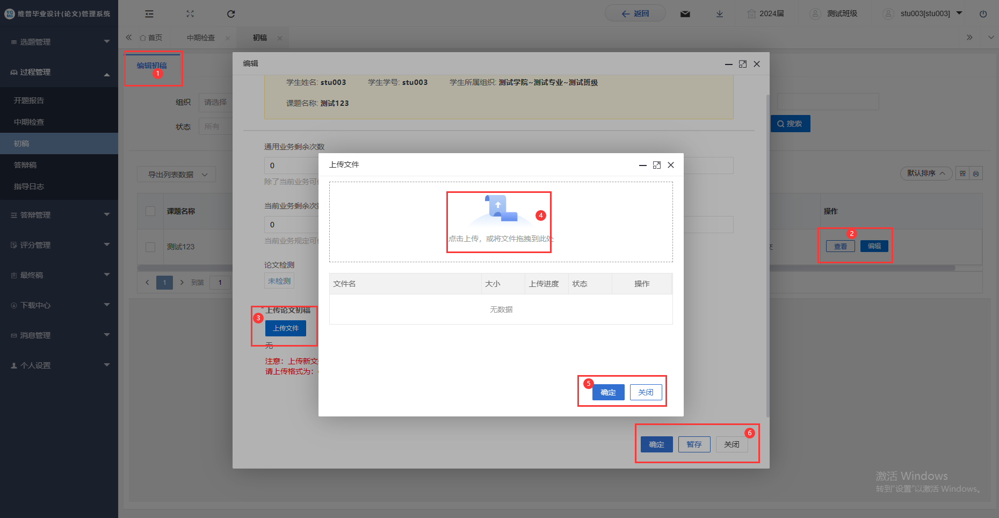 维普毕业设计(论文)管理系统
返回
2024届
测试班级
stu003[stu003]
首页
中期检查
初稿
选题管理
过程管理
开题报告
中期检查
初稿
答辩稿
指导日志
答辩管理
评分管理
最终稿
下载中心
消息管理
个人设置
编辑初稿
1
组织
请选择
状态
所有
搜索
导出列表数据
默认排序
课题名称
操作
测试123
交
2
查看
编辑
1
到第
1
编辑
学生姓名: stu003
学生学号: stu003
学生所属组织: 测试学院~测试专业~测试班级
课题名称: 测试123
通用业务剩余次数
0
除了当前业务可
当前业务剩余次
0
当前业务规定可
论文检测
未检测
*上传论文初稿
3
上传文件
无
注意：上传新文
请上传格式为：
上传文件
4
点击上传，或将文件拖拽到此处
文件名
大小
上传进度
状态
操作
无数据
5
确定
关闭
6
确定
暂存
关闭
激活 Windows
转到"设置"以激活 Windows。